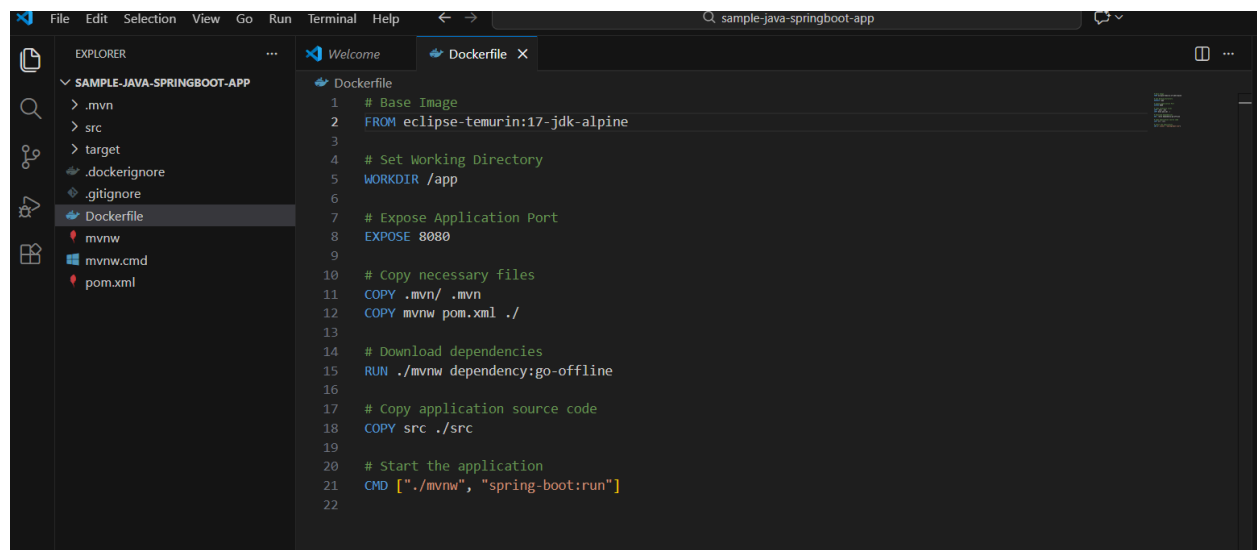 File Edit Selection View Go Run Terminal Help
sample-java-springboot-app
EXPLORER
Welcome
Dockerfile
SAMPLE-JAVA-SPRINGBOOT-APP
.mvn
src
target
.dockerignore
.gitignore
Dockerfile
mvnw
mvnw.cmd
pom.xml
Dockerfile
1 # Base Image
2 FROM eclipse-temurin:17-jdk-alpine
3
4 # Set Working Directory
5 WORKDIR /app
6
7 # Expose Application Port
8 EXPOSE 8080
9
10 # Copy necessary files
11 COPY .mvn/ .mvn
12 COPY mvnw pom.xml ./
13
14 # Download dependencies
15 RUN ./mvnw dependency:go-offline
16
17 # Copy application source code
18 COPY src ./src
19
20 # Start the application
21 CMD ["./mvnw", "spring-boot:run"]
22